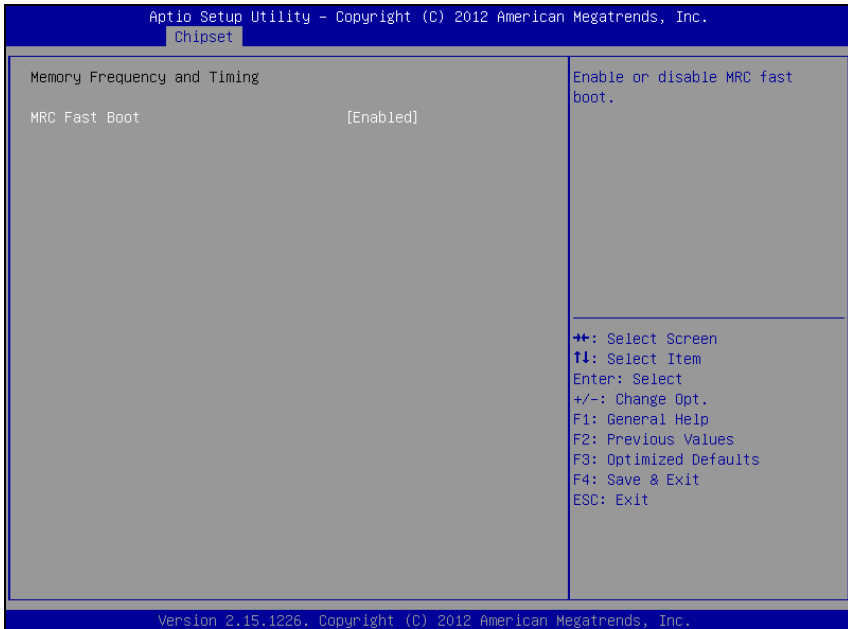 Aptio Setup Utility – Copyright (C) 2012 American Megatrends, Inc.
Chipset
Memory Frequency and Timing
MRC Fast Boot [Enabled]
Enable or disable MRC fast
boot.
→←: Select Screen
↑↓: Select Item
Enter: Select
+/-: Change Opt.
F1: General Help
F2: Previous Values
F3: Optimized Defaults
F4: Save & Exit
ESC: Exit
Version 2.15.1226. Copyright (C) 2012 American Megatrends, Inc.